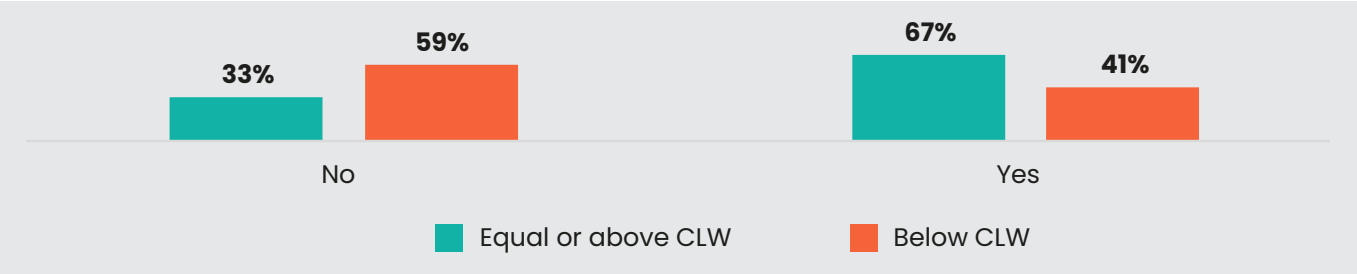 33%
59%
67%
41%
No
Yes
Equal or above CLW
Below CLW